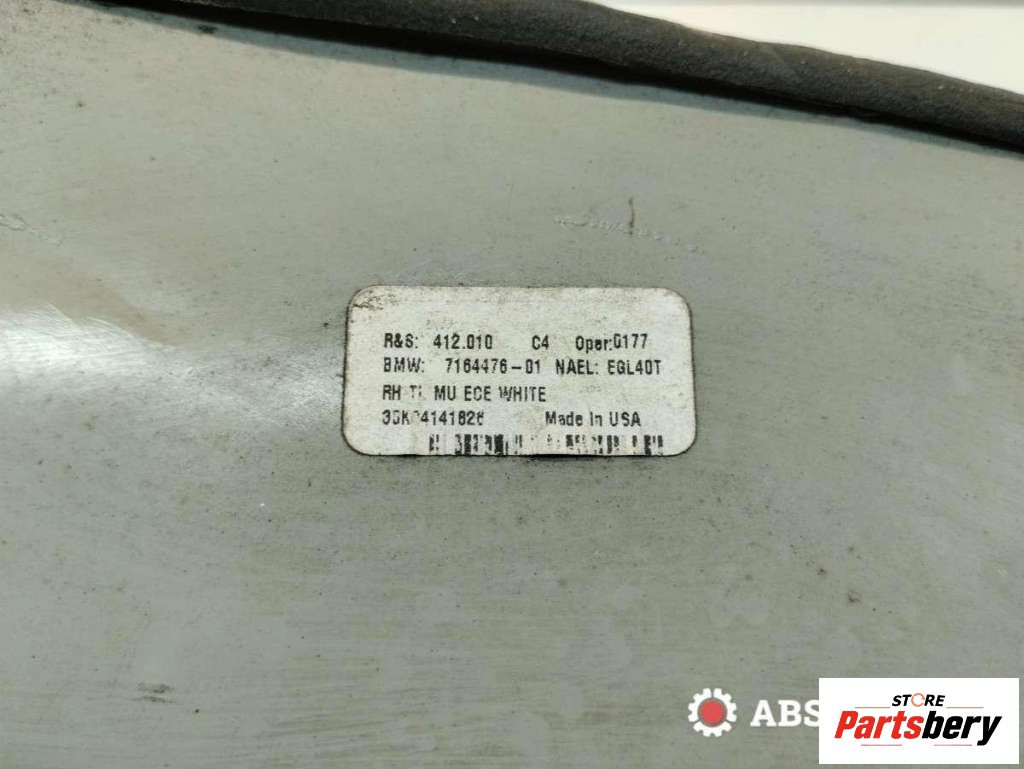 R&S: 412.010 C4 Oper:0177
BMW: 7164476-01 NAEL: EGL40T
RH MU ECE WHITE
Made In USA
ABS
STORE
Partsbery